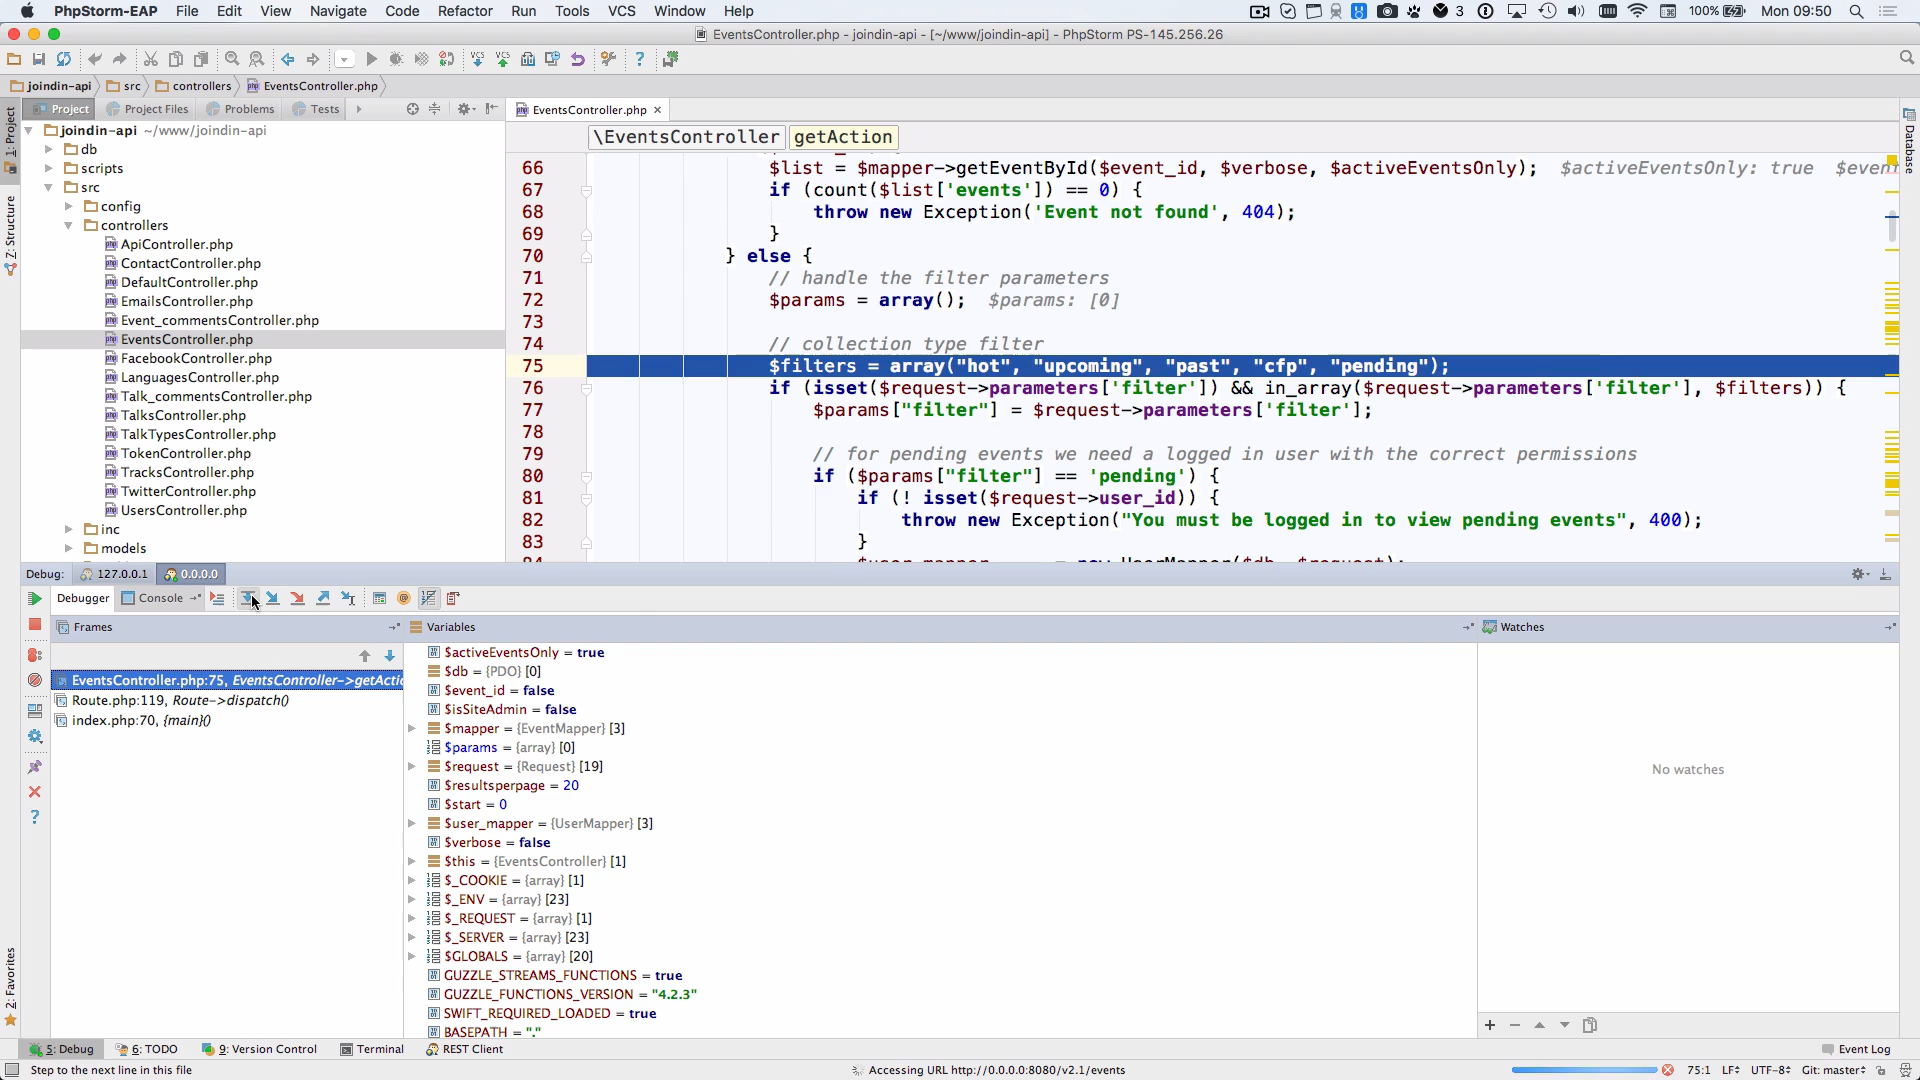 PhpStorm-EAP File Edit View Navigate Code Refactor Run Tools VCS Window Help 3 100% Mon 09:50
EventsController.php - joindin-api - [~/www/joindin-api] - PhpStorm PS-145.256.26
joindin-api src controllers EventsController.php
Project Project Files Problems Tests
EventsController.php
1: Project
Z: Structure
2: Favorites
Database
joindin-api ~/www/joindin-api
db
scripts
src
config
controllers
ApiController.php
ContactController.php
DefaultController.php
EmailsController.php
Event_commentsController.php
EventsController.php
FacebookController.php
LanguagesController.php
Talk_commentsController.php
TalksController.php
TalkTypesController.php
TokenController.php
TracksController.php
TwitterController.php
UsersController.php
inc
models
\EventsController getAction
66 $list = $mapper->getEventById($event_id, $verbose, $activeEventsOnly); $activeEventsOnly: true $even
67 if (count($list['events']) == 0) {
68 throw new Exception('Event not found', 404);
69 }
70 } else {
71 // handle the filter parameters
72 $params = array(); $params: [0]
73
74 // collection type filter
75 $filters = array("hot", "upcoming", "past", "cfp", "pending");
76 if (isset($request->parameters['filter']) && in_array($request->parameters['filter'], $filters)) {
77 $params["filter"] = $request->parameters['filter'];
78
79 // for pending events we need a logged in user with the correct permissions
80 if ($params["filter"] == 'pending') {
81 if (! isset($request->user_id)) {
82 throw new Exception("You must be logged in to view pending events", 400);
83 }
84 $user_mapper = new UserMapper($db, $request);
Debug: 127.0.0.1 0.0.0.0
Debugger Console
Frames
EventsController.php:75, EventsController->getActio
Route.php:119, Route->dispatch()
index.php:70, {main}()
Variables
$activeEventsOnly = true
$db = {PDO} [0]
$event_id = false
$isSiteAdmin = false
$mapper = {EventMapper} [3]
$params = {array} [0]
$request = {Request} [19]
$resultsperpage = 20
$start = 0
$user_mapper = {UserMapper} [3]
$verbose = false
$this = {EventsController} [1]
$_COOKIE = {array} [1]
$_ENV = {array} [23]
$_REQUEST = {array} [1]
$_SERVER = {array} [23]
$GLOBALS = {array} [20]
GUZZLE_STREAMS_FUNCTIONS = true
GUZZLE_FUNCTIONS_VERSION = "4.2.3"
SWIFT_REQUIRED_LOADED = true
BASEPATH = "."
Watches
No watches
5: Debug 6: TODO 9: Version Control Terminal REST Client Event Log
Step to the next line in this file Accessing URL http://0.0.0.0:8080/v2.1/events 75:1 LF UTF-8 Git: master